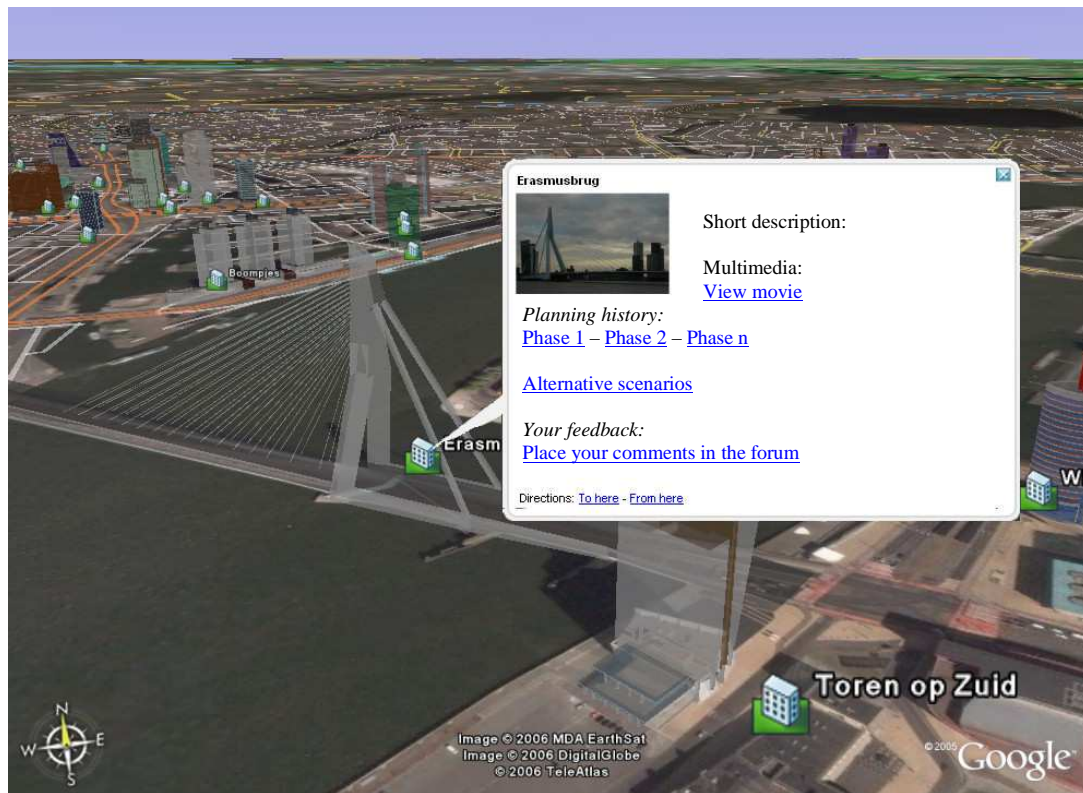 Erasmusbrug
Short description:
Multimedia:
View movie
Planning history:
Phase 1 – Phase 2 – Phase n
Alternative scenarios
Your feedback:
Place your comments in the forum
Directions: To here - From here
Boompjes
Erasm
W
Toren op Zuid
N
W E
S
Image © 2006 MDA EarthSat
Image © 2006 DigitalGlobe
© 2006 TeleAtlas
© 2005 Google